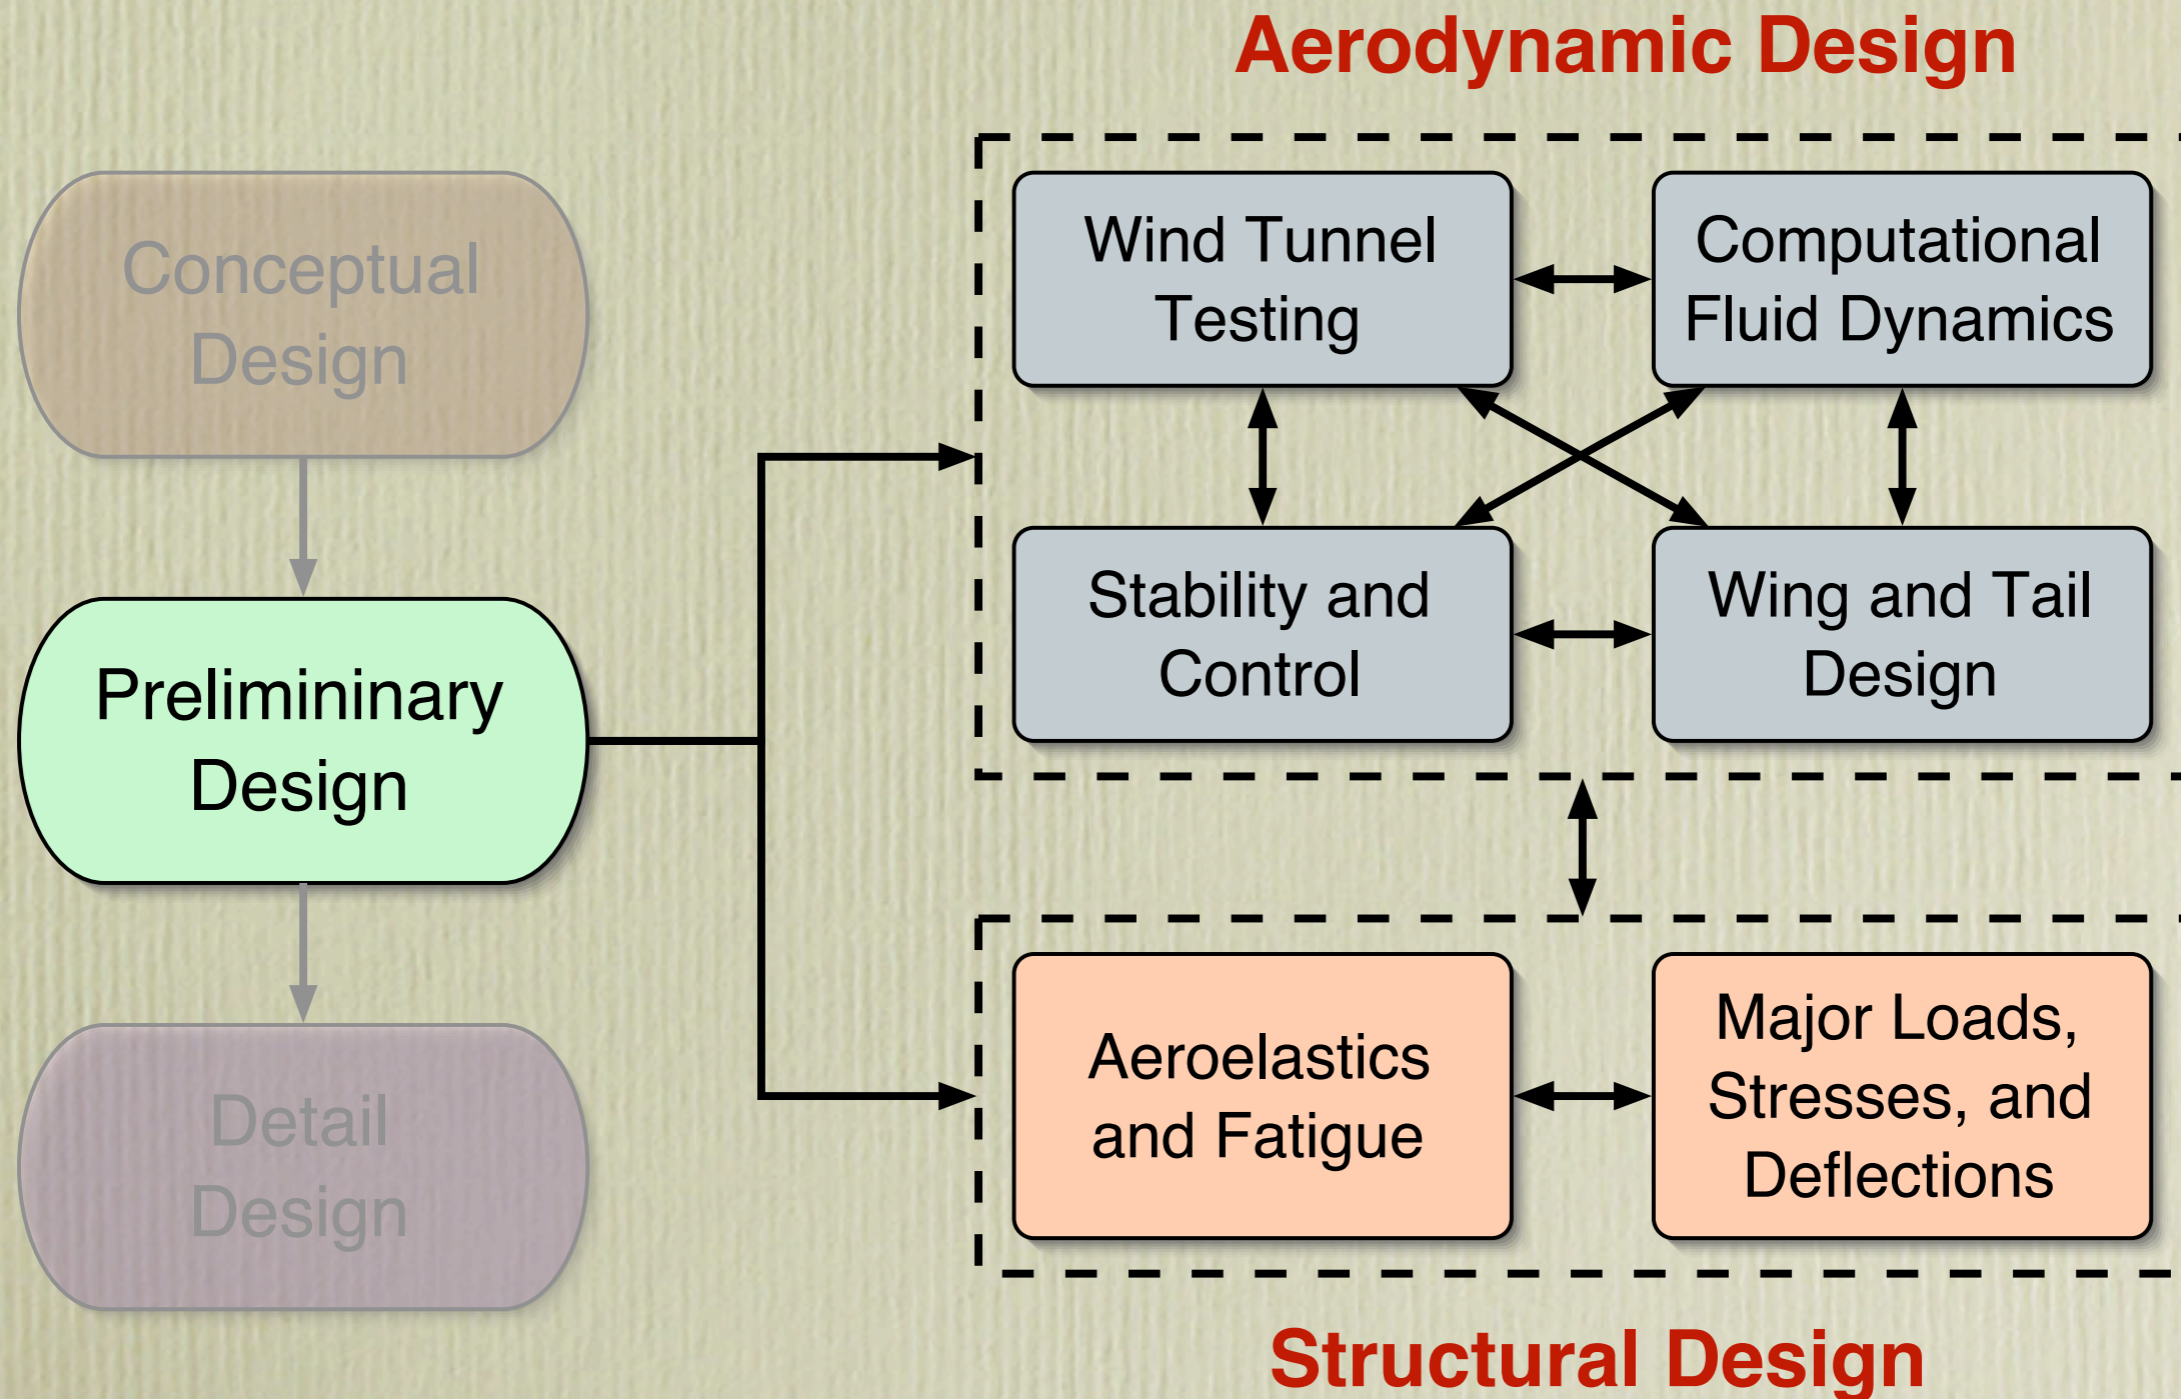 Aerodynamic Design
Conceptual
Design
Prelimininary
Design
Detail
Design
Wind Tunnel
Testing
Computational
Fluid Dynamics
Stability and
Control
Wing and Tail
Design
Aeroelastics
and Fatigue
Major Loads,
Stresses, and
Deflections
Structural Design